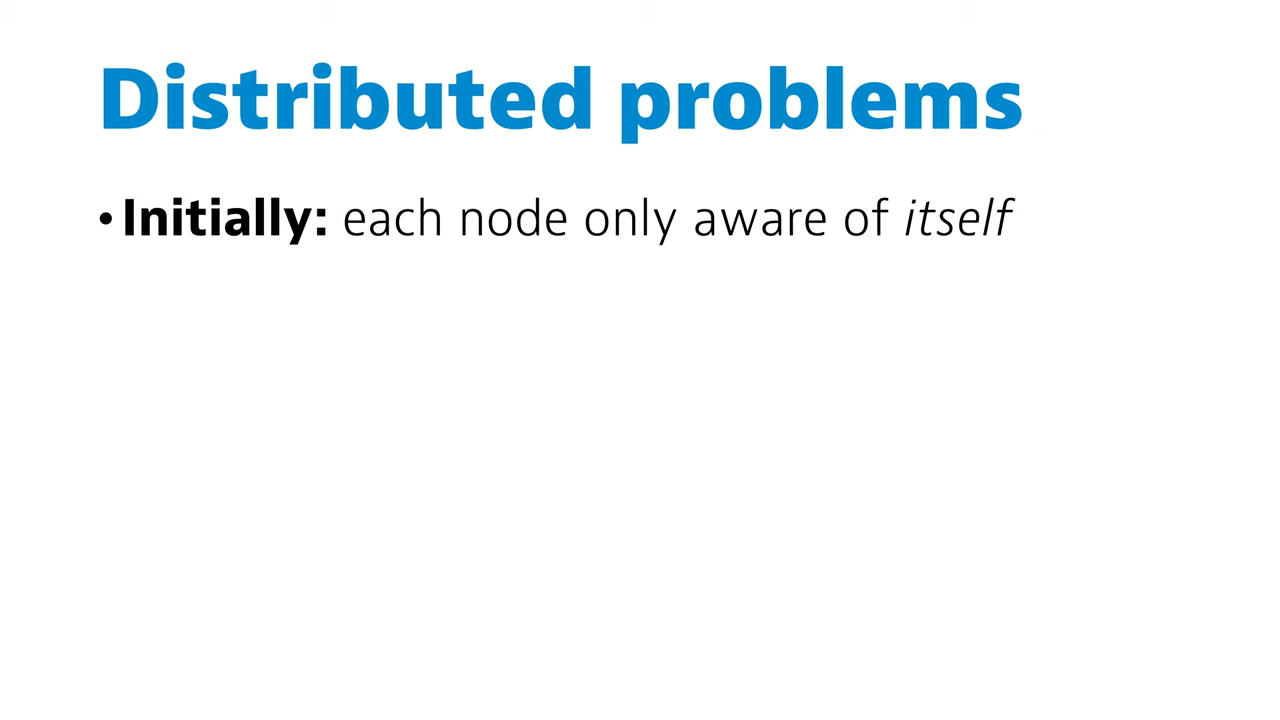 Distributed problems
• Initially: each node only aware of itself